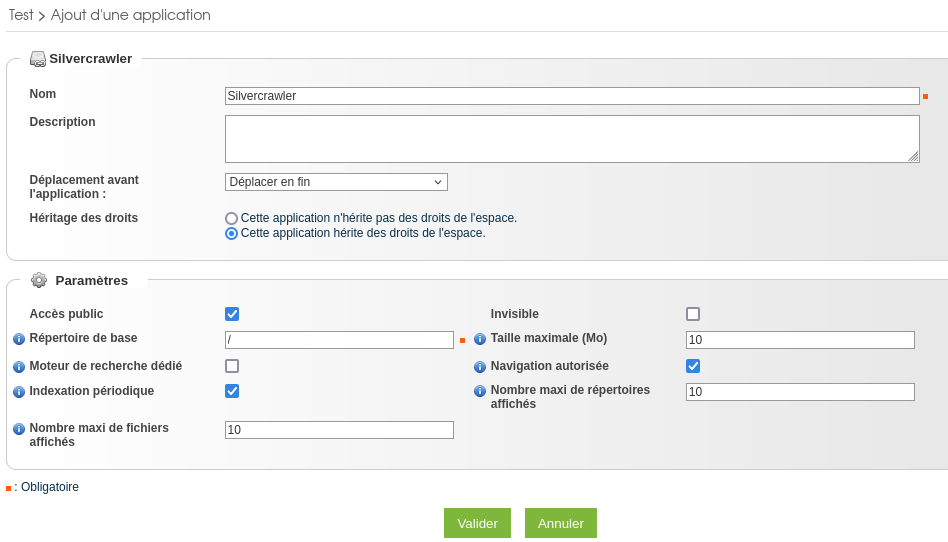 Test > Ajout d'une application
Silvercrawler
Nom
Silvercrawler
Description
Déplacement avant
l'application :
Déplacer en fin
Héritage des droits
Cette application n'hérite pas des droits de l'espace.
Cette application hérite des droits de l'espace.
Paramètres
Accès public
Invisible
Répertoire de base
/
Taille maximale (Mo)
10
Moteur de recherche dédié
Navigation autorisée
Indexation périodique
Nombre maxi de répertoires
affichés
10
Nombre maxi de fichiers
affichés
10
: Obligatoire
Valider
Annuler